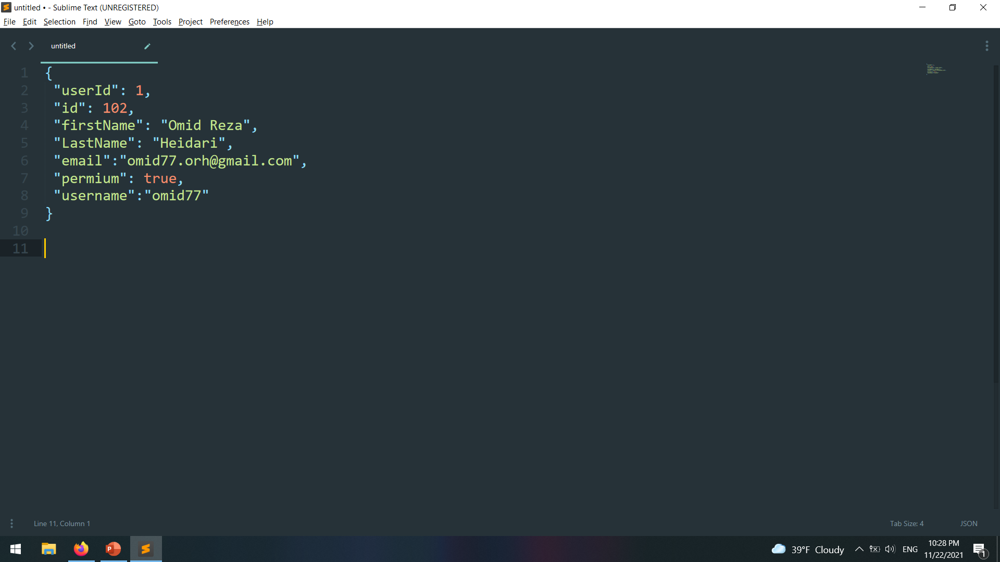 untitled • - Sublime Text (UNREGISTERED)
File Edit Selection Find View Goto Tools Project Preferences Help
untitled
1 {
2 "userId": 1,
3 "id": 102,
4 "firstName": "Omid Reza",
5 "LastName": "Heidari",
6 "email":"omid77.orh@gmail.com",
7 "permium": true,
8 "username":"omid77"
9 }
10
11
Line 11, Column 1 Tab Size: 4 JSON
39°F Cloudy ENG 10:28 PM
11/22/2021 1